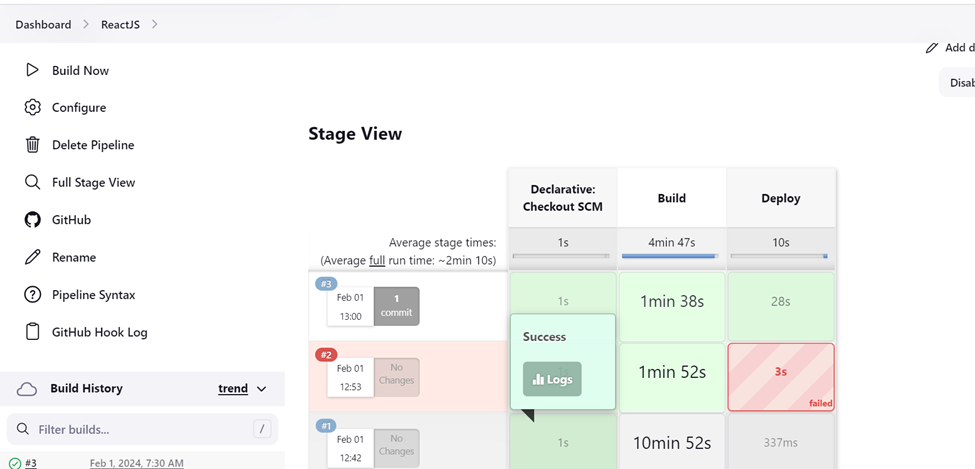 Dashboard > ReactJS >
Add d
Disab
Build Now
Configure
Delete Pipeline
Full Stage View
GitHub
Rename
Pipeline Syntax
GitHub Hook Log
Build History trend
Filter builds... /
#3 Feb 1, 2024, 7:30 AM
Stage View
Declarative: Checkout SCM Build Deploy
Average stage times: 1s 4min 47s 10s
(Average full run time: ~2min 10s)
#3
Feb 01 1 1s 1min 38s 28s
13:00 commit
Success
Logs
#2
Feb 01 No 1min 52s 3s
12:53 Changes
failed
#1
Feb 01 No 1s 10min 52s 337ms
12:42 Changes